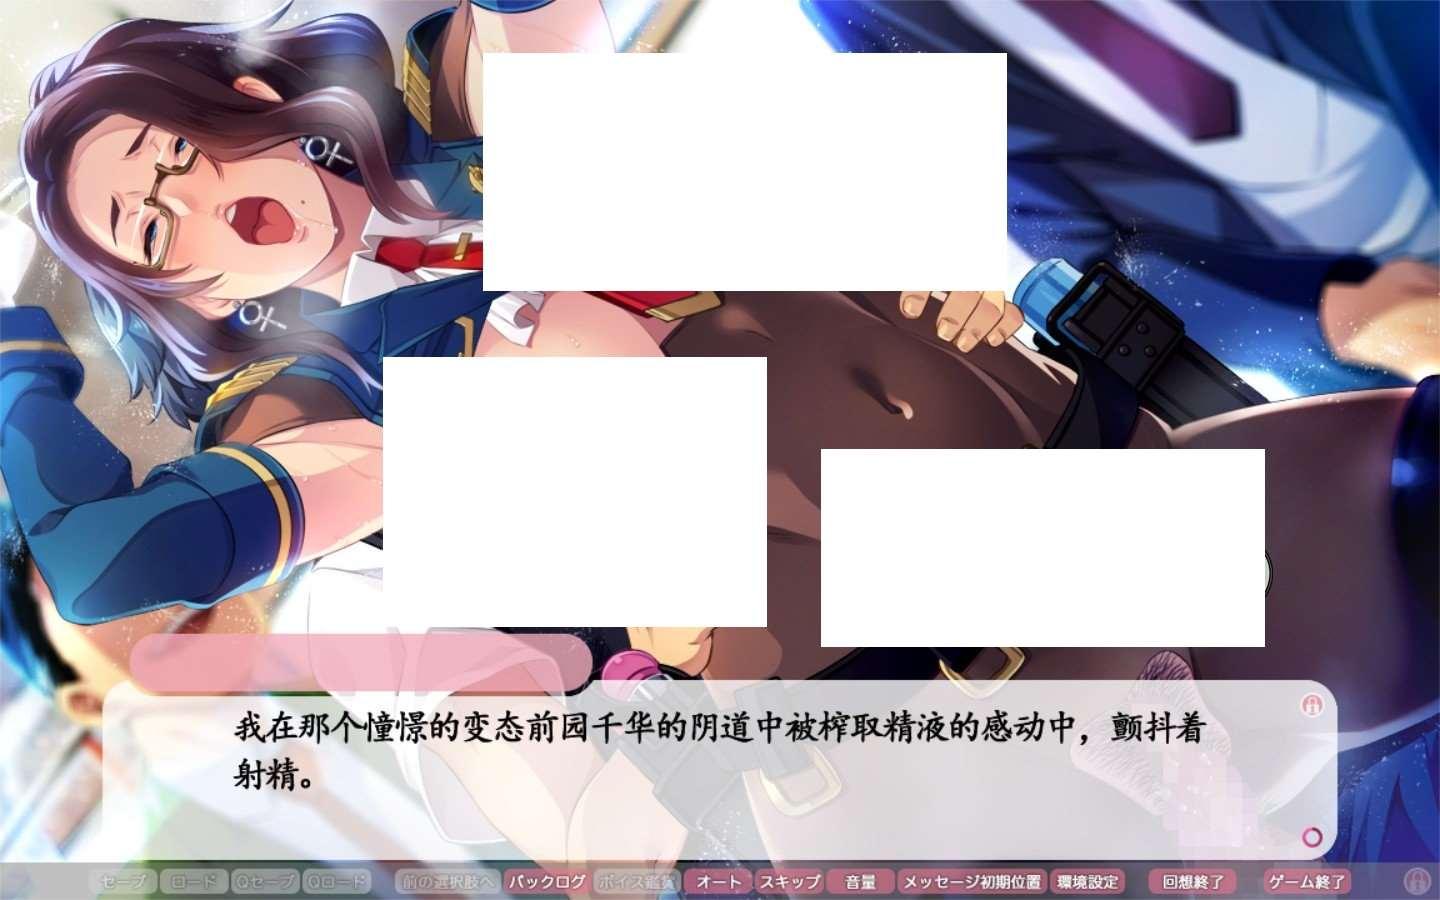 我在那个憧憬的变态前园千华的阴道中被榨取精液的感动中，颤抖着
射精。
セーブ ロード Qセーブ Qロード 前の選択肢へ バックログ ボイス鑑賞 オート スキップ 音量 メッセージ初期位置 環境設定 回想終了 ゲーム終了